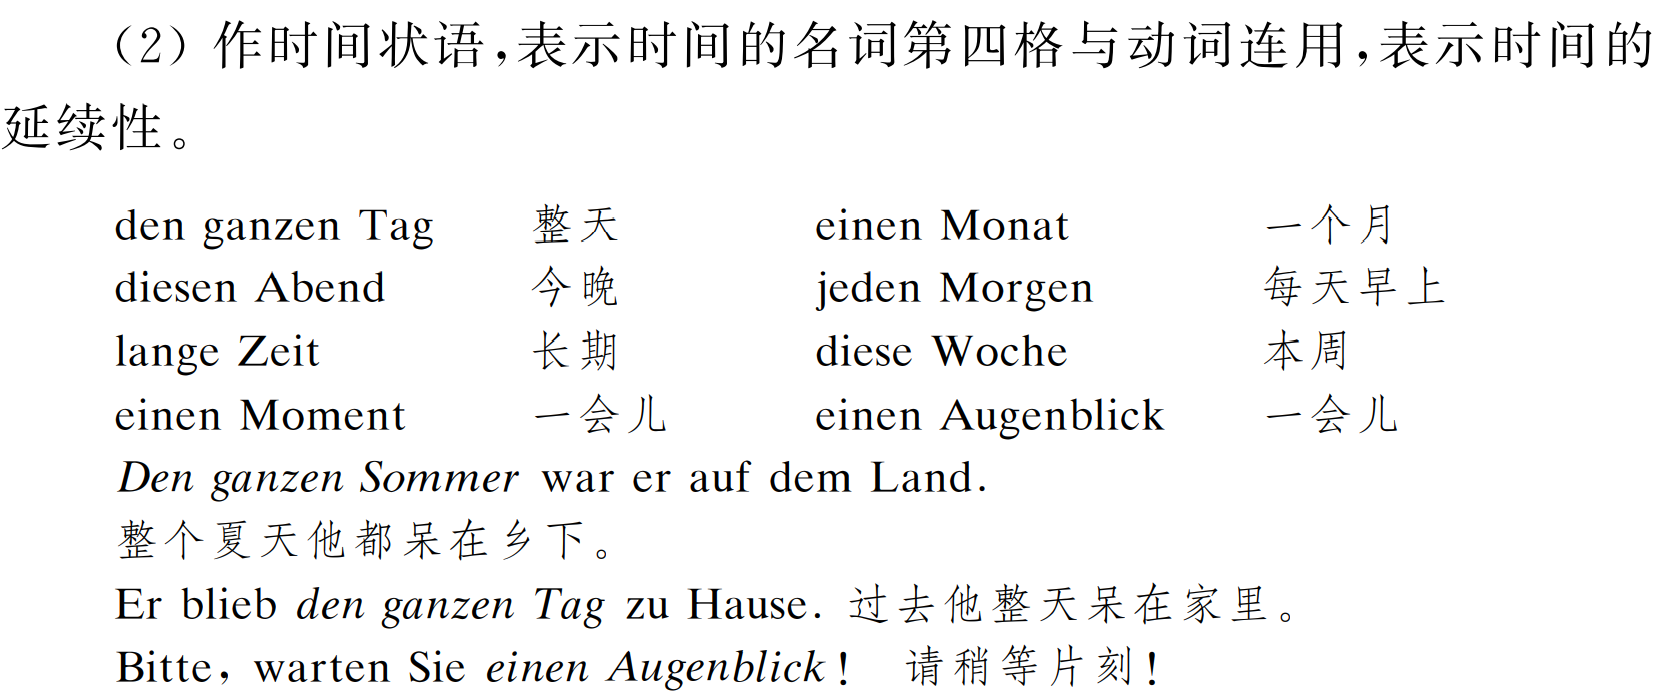 （2）作时间状语,表示时间的名词第四格与动词连用,表示时间的
延续性。
den ganzen Tag 整天 einen Monat 一个月
diesen Abend 今晚 jeden Morgen 每天早上
lange Zeit 长期 diese Woche 本周
einen Moment 一会儿 einen Augenblick 一会儿
Den ganzen Sommer war er auf dem Land.
整个夏天他都呆在乡下。
Er blieb den ganzen Tag zu Hause. 过去他整天呆在家里。
Bitte, warten Sie einen Augenblick! 请稍等片刻!